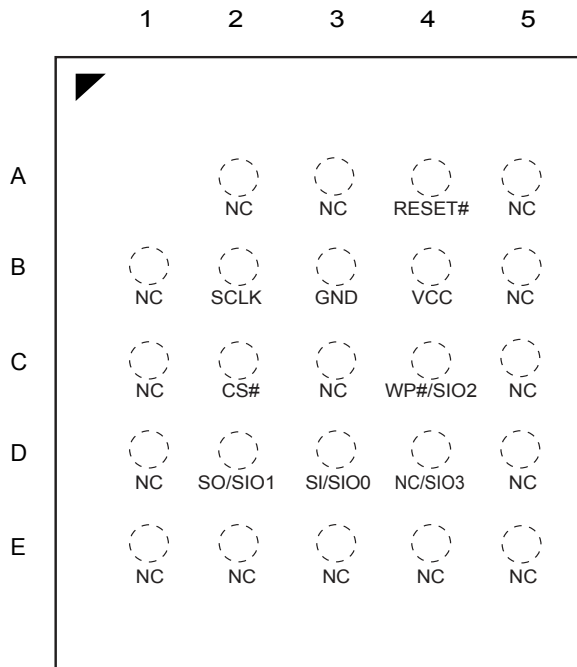 1 2 3 4 5
A
NC NC RESET# NC
B
NC SCLK GND VCC NC
C
NC CS# NC WP#/SIO2 NC
D
NC SO/SIO1 SI/SIO0 NC/SIO3 NC
E
NC NC NC NC NC